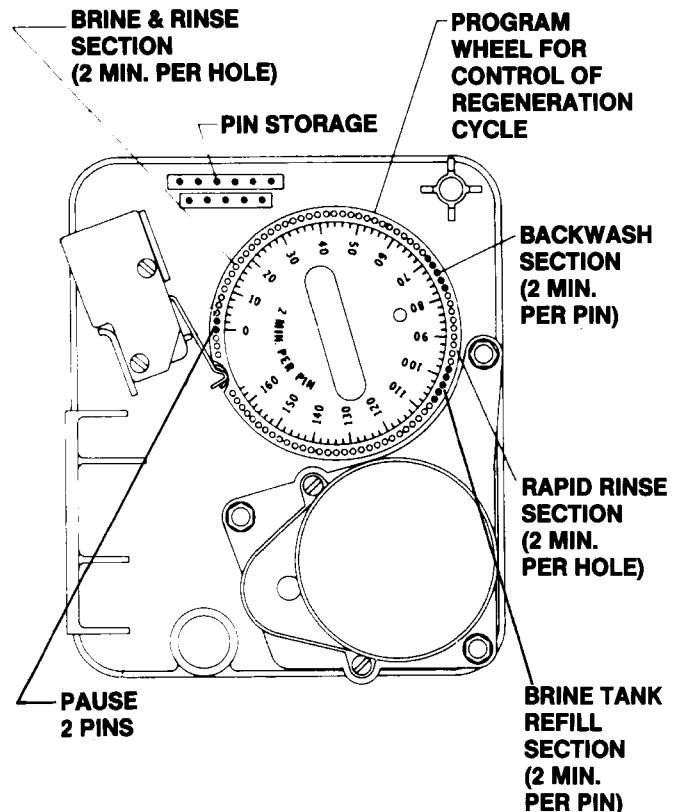 BRINE & RINSE
SECTION
(2 MIN. PER HOLE)
PROGRAM
WHEEL FOR
CONTROL OF
REGENERATION
CYCLE
PIN STORAGE
BACKWASH
SECTION
(2 MIN.
PER PIN)
0
10
20
30
40
50
60
70
80
90
100
110
120
130
140
150
160
2 MIN. PER PIN
RAPID RINSE
SECTION
(2 MIN.
PER HOLE)
PAUSE
2 PINS
BRINE TANK
REFILL
SECTION
(2 MIN.
PER PIN)